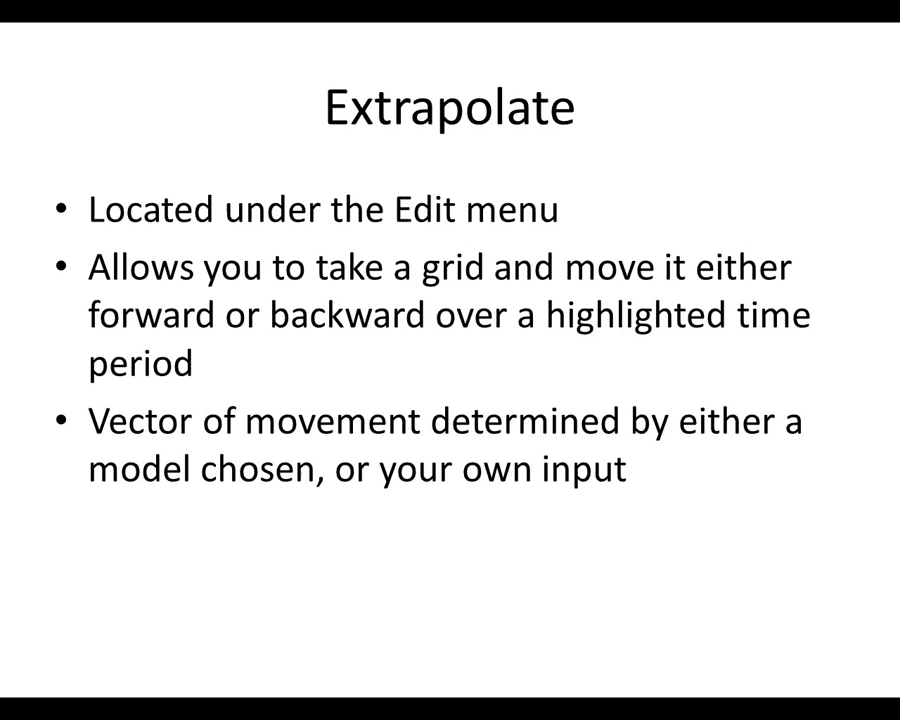 Extrapolate
• Located under the Edit menu
• Allows you to take a grid and move it either
forward or backward over a highlighted time
period
• Vector of movement determined by either a
model chosen, or your own input